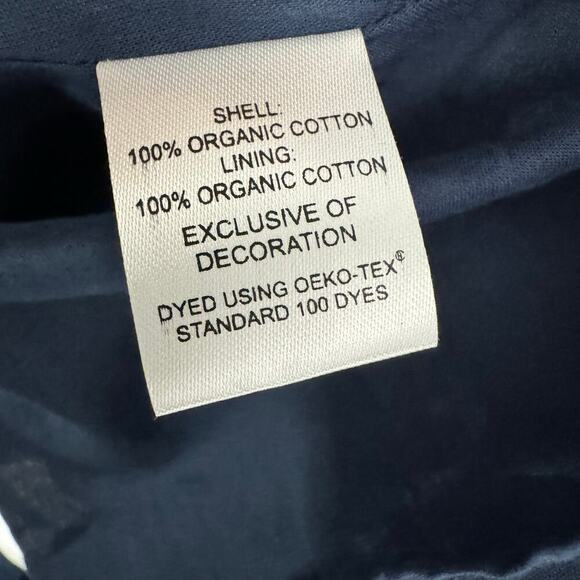 SHELL:
100% ORGANIC COTTON
LINING:
100% ORGANIC COTTON
EXCLUSIVE OF
DECORATION
DYED USING OEKO-TEX®
STANDARD 100 DYES